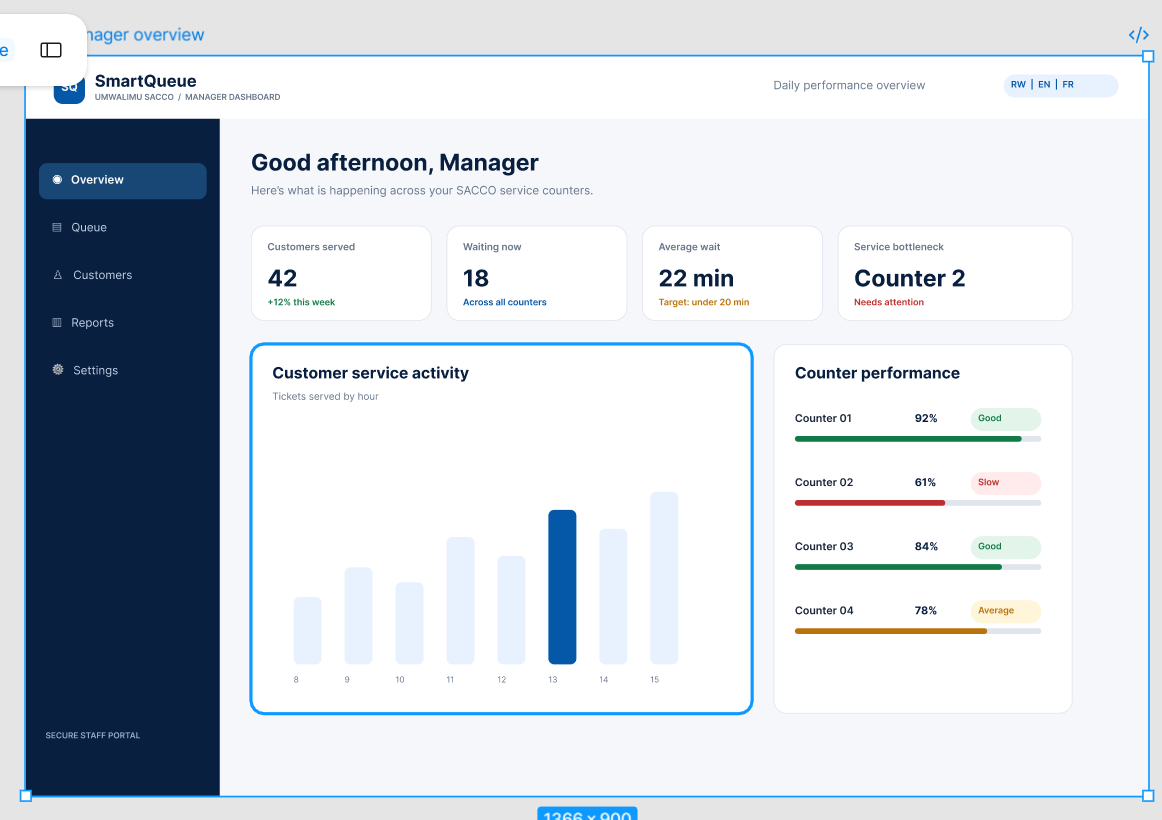 nager overview
SQ
SmartQueue
UMWALIMU SACCO / MANAGER DASHBOARD
Daily performance overview
RW | EN | FR
Overview
Queue
Customers
Reports
Settings
SECURE STAFF PORTAL
Good afternoon, Manager
Here's what is happening across your SACCO service counters.
Customers served
42
+12% this week
Waiting now
18
Across all counters
Average wait
22 min
Target: under 20 min
Service bottleneck
Counter 2
Needs attention
Customer service activity
Tickets served by hour
8 9 10 11 12 13 14 15
Counter performance
Counter 01 92% Good
Counter 02 61% Slow
Counter 03 84% Good
Counter 04 78% Average
1366 × 900